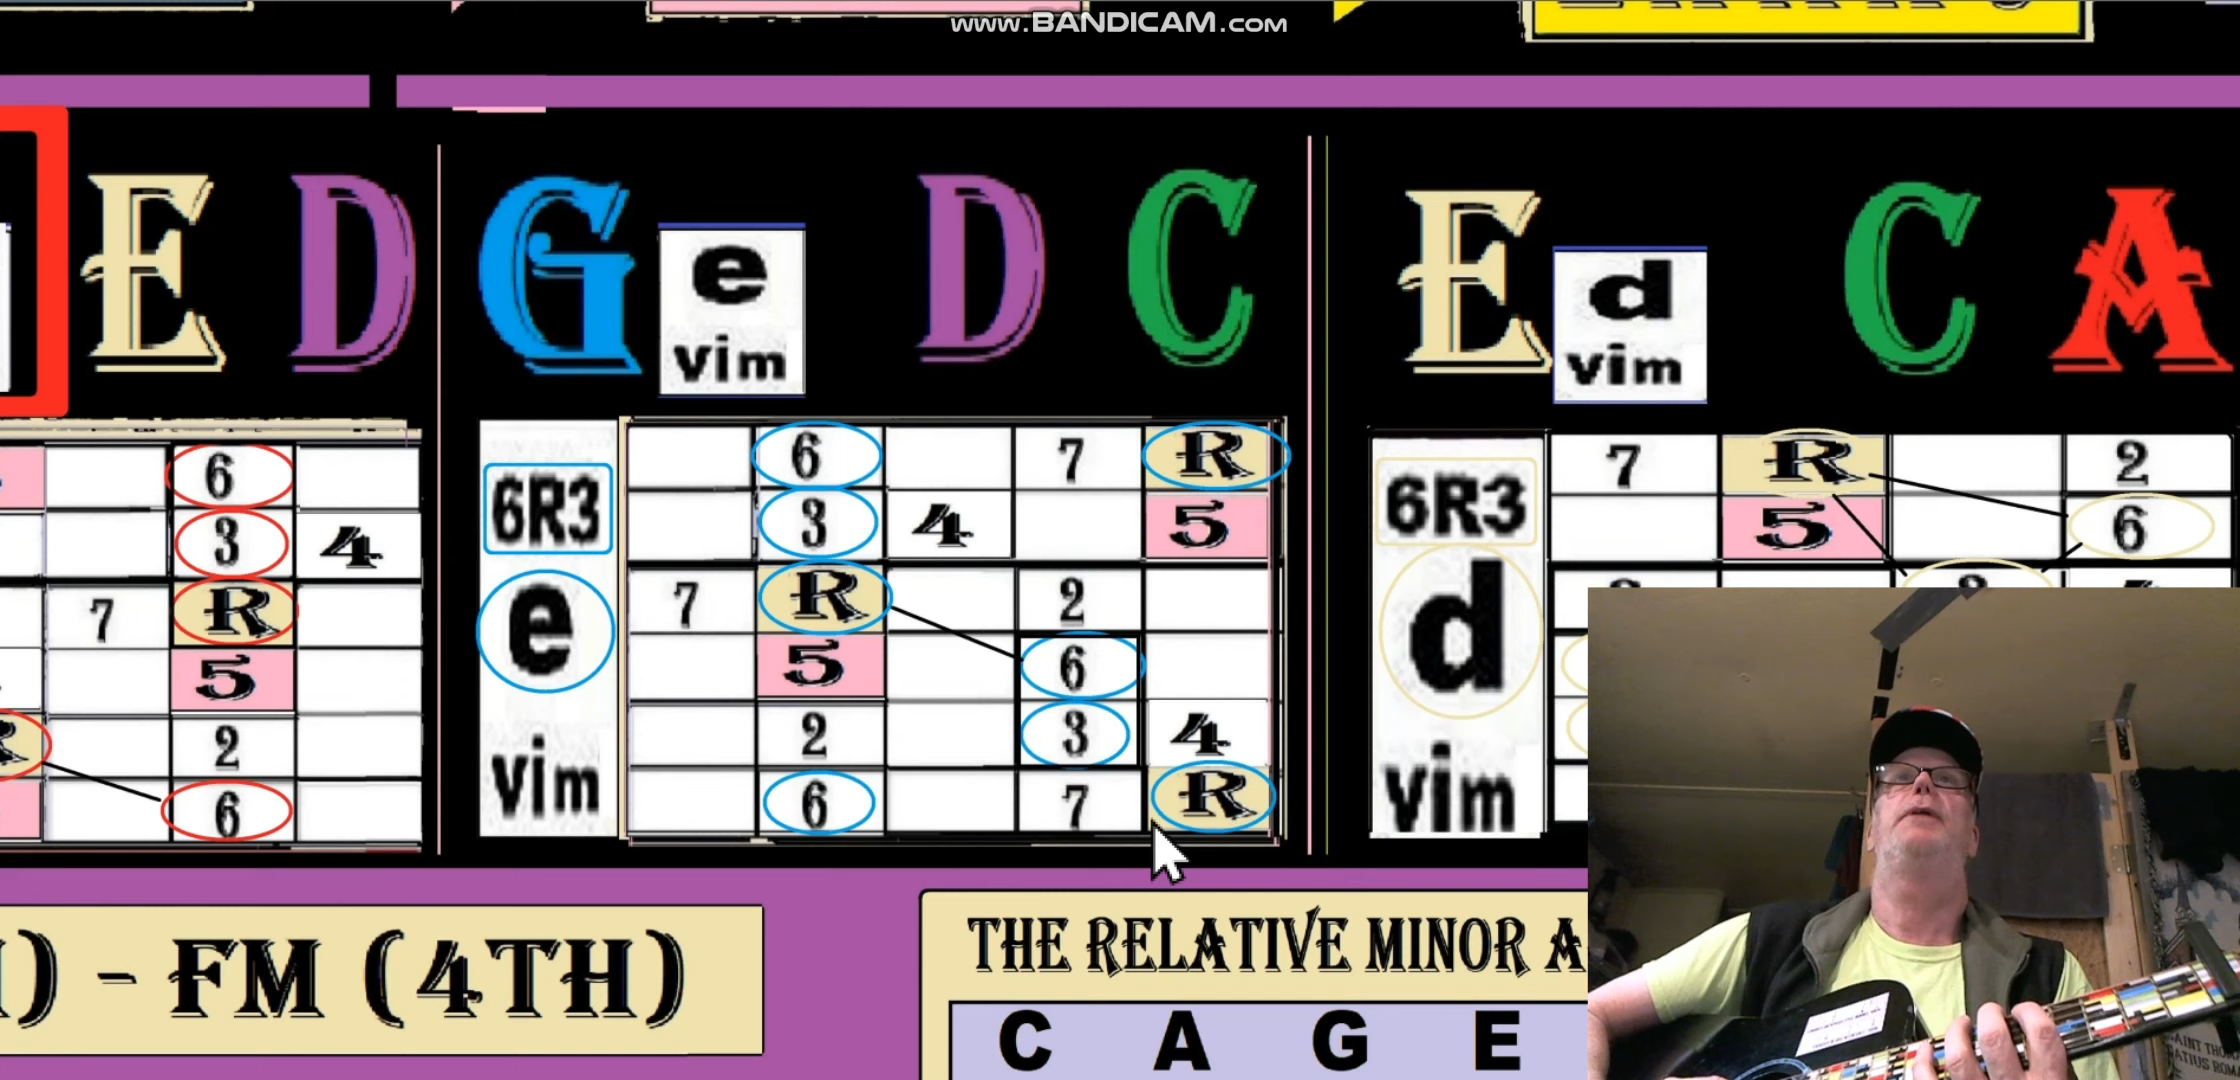 www.BANDICAM.com
E D
G e D C
vim
E d C A
vim
6
3 4
7 R
5
R 2
6
6R3
e
vim
6 7 R
3 4 5
7 R 2
5 6
2 3 4
6 7 R
6R3
d
vim
7 R 2
5 6
) - FM (4TH)
THE RELATIVE MINOR A
C A G E